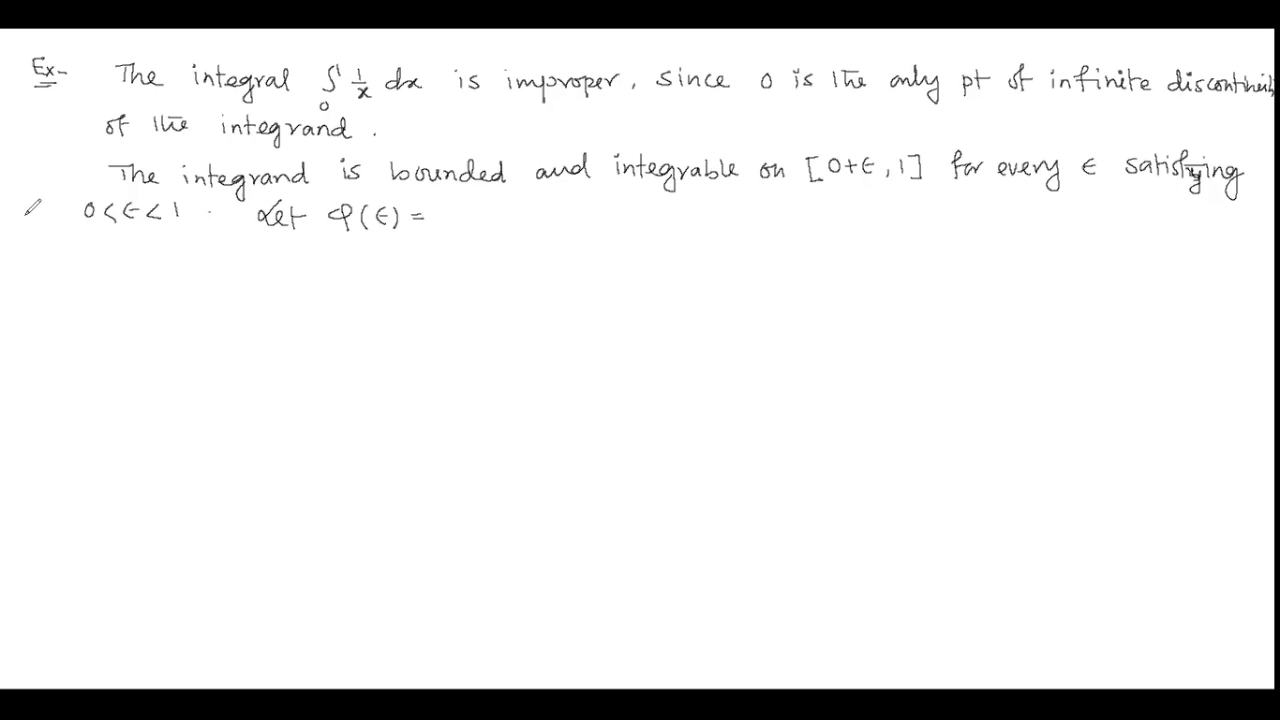 Ex- The integral ∫₀¹ 1/x dx is improper, since 0 is the only pt of infinite discontinuity
of the integrand.
The integrand is bounded and integrable on [0+ε, 1] for every ε satisfying
0<ε<1. Let φ(ε) =